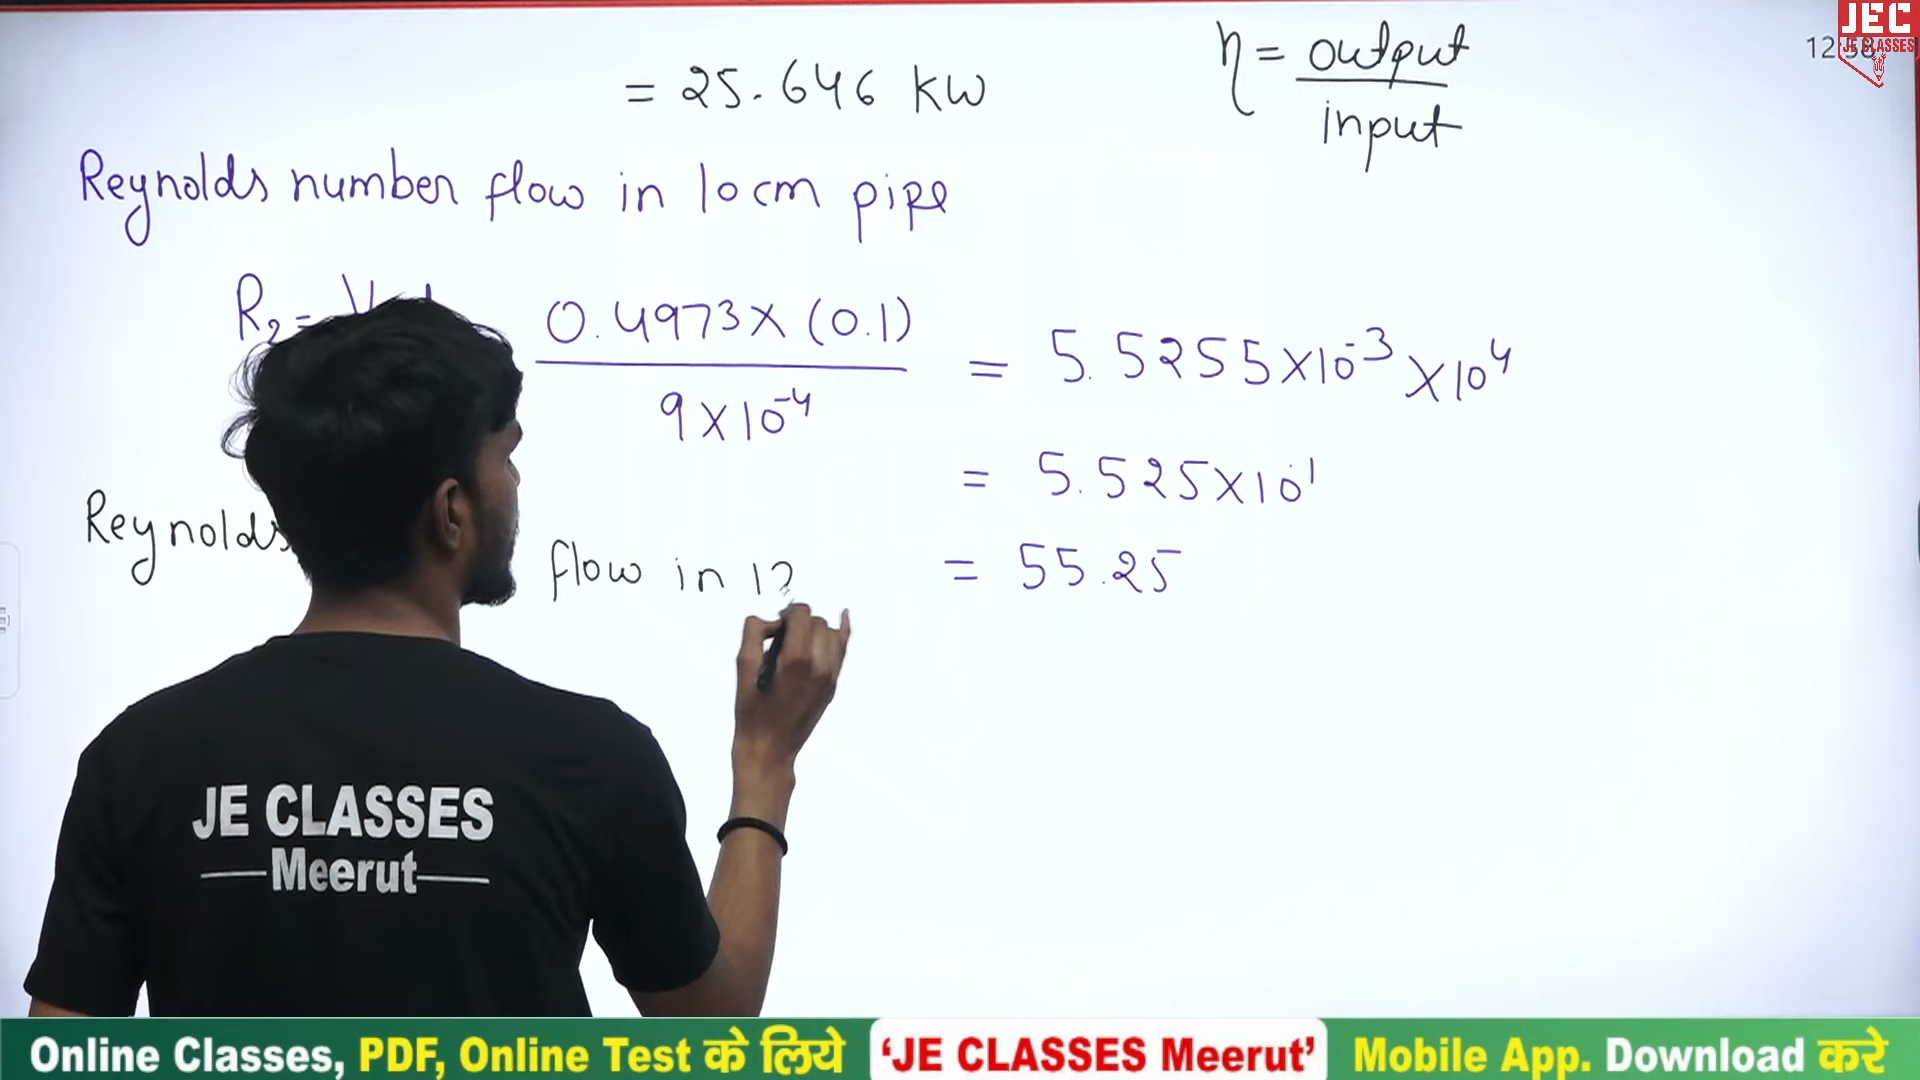 = 25.646 KW
η = output / input
JEC
JE CLASSES
Reynolds number flow in 10cm pipe
R₂ = 0.4973×(0.1) / 9×10⁻⁴ = 5.5255×10⁻³×10⁴
= 5.525×10¹
= 55.25
Reynolds flow in 12
JE CLASSES
Meerut
Online Classes, PDF, Online Test के लिये 'JE CLASSES Meerut' Mobile App. Download करे